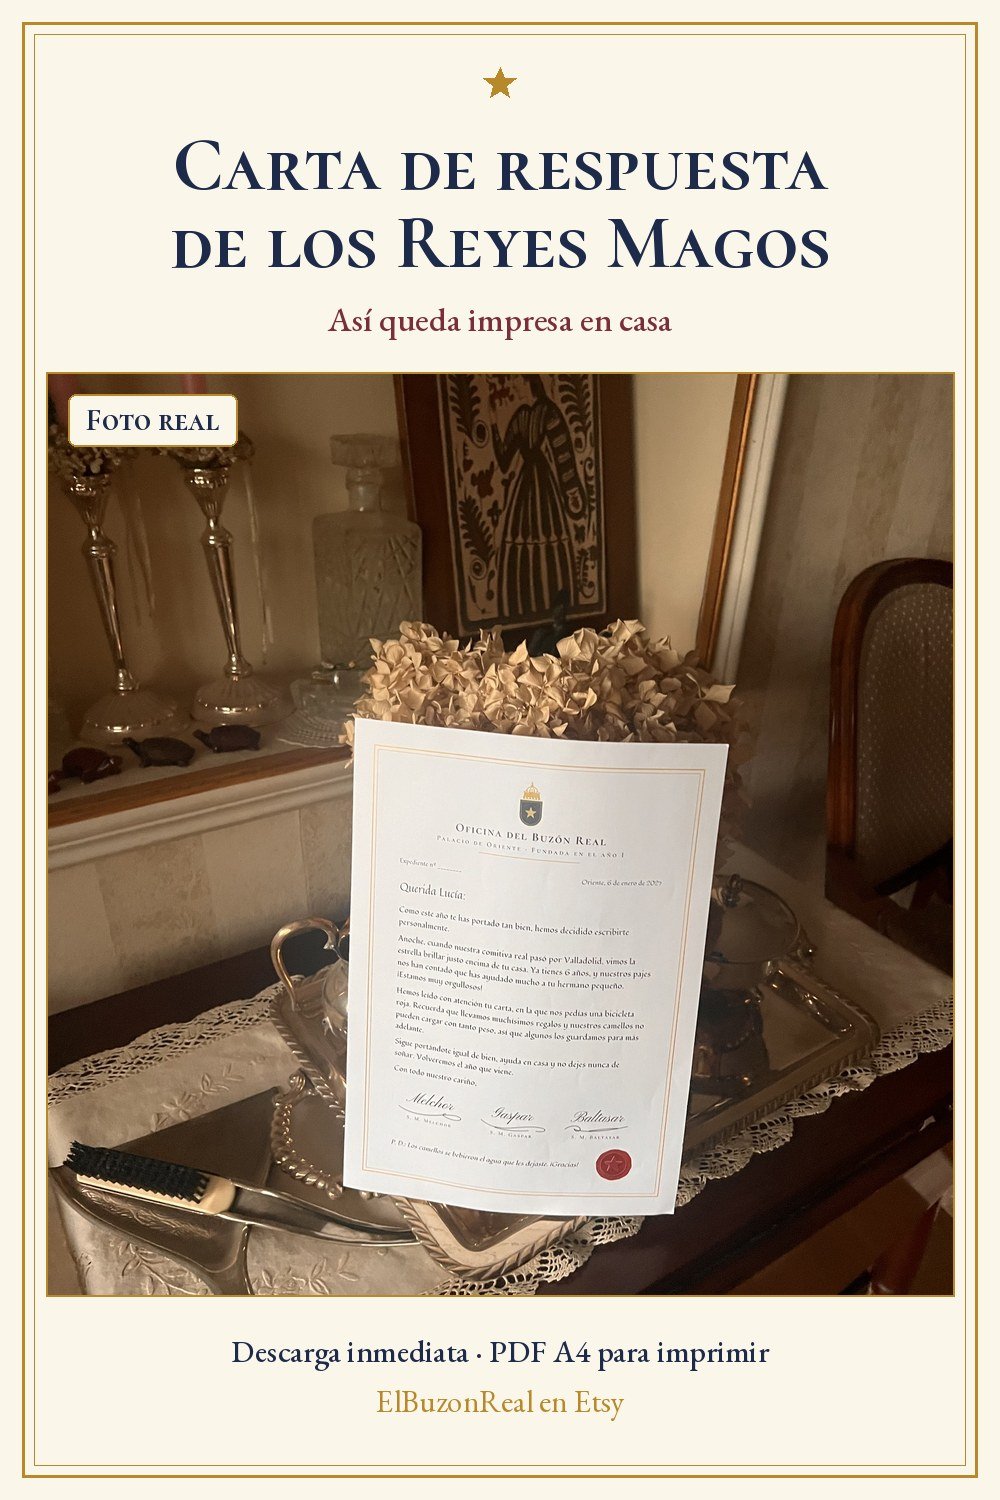 Carta de respuesta
de los Reyes Magos
Así queda impresa en casa
Foto real
Oficina del Buzón Real
Palacio de Oriente · Fundada en el año I
Expediente nº ________
Oriente, 6 de enero de 2027
Querida Lucía:
Como este año te has portado tan bien, hemos decidido escribirte
personalmente.
Anoche, cuando nuestra comitiva real pasó por Valladolid, vimos la
estrella brillar justo encima de tu casa. Ya tienes 6 años, y nuestros pajes
nos han contado que has ayudado mucho a tu hermano pequeño.
¡Estamos muy orgullosos!
Hemos leído con atención tu carta, en la que nos pedías una bicicleta
roja. Recuerda que llevamos muchísimos regalos y nuestros camellos no
pueden cargar con tanto peso, así que algunos los guardamos para más
adelante.
Sigue portándote igual de bien, ayuda en casa y no dejes nunca de
soñar. Volveremos el año que viene.
Con todo nuestro cariño,
Melchor Gaspar Baltasar
S. M. Melchor S. M. Gaspar S. M. Baltasar
P. D.: Los camellos se bebieron el agua que les dejaste. ¡Gracias!
Descarga inmediata · PDF A4 para imprimir
ElBuzonReal en Etsy